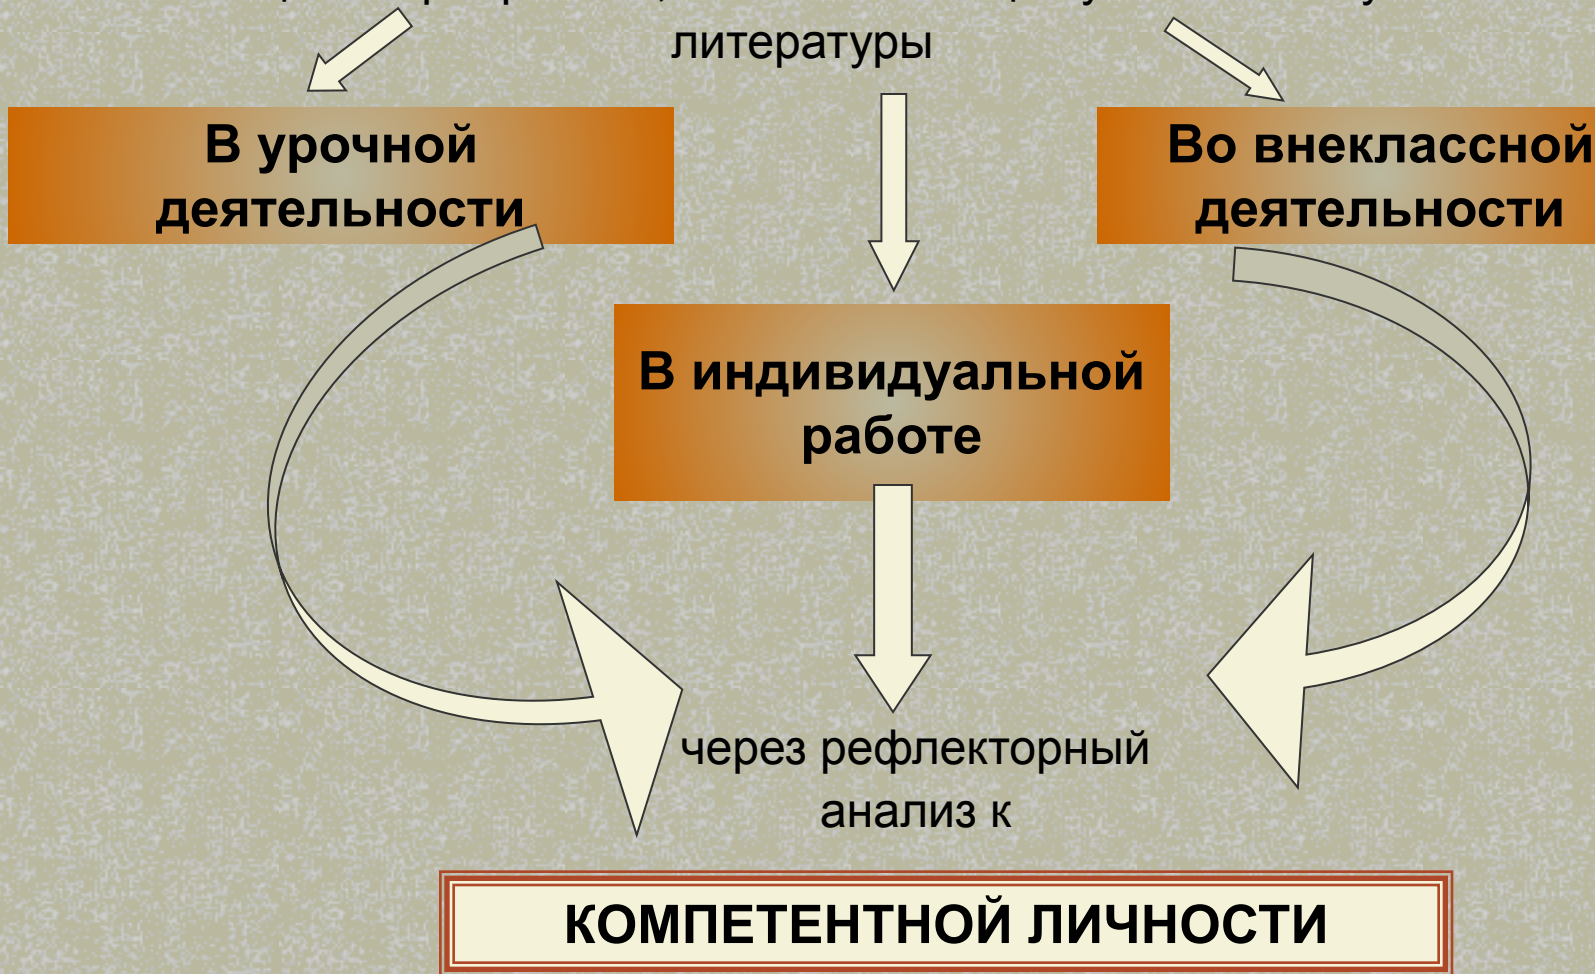 литературы
В урочной
деятельности
Во внеклассной
деятельности
В индивидуальной
работе
через рефлекторный
анализ к
КОМПЕТЕНТНОЙ ЛИЧНОСТИ